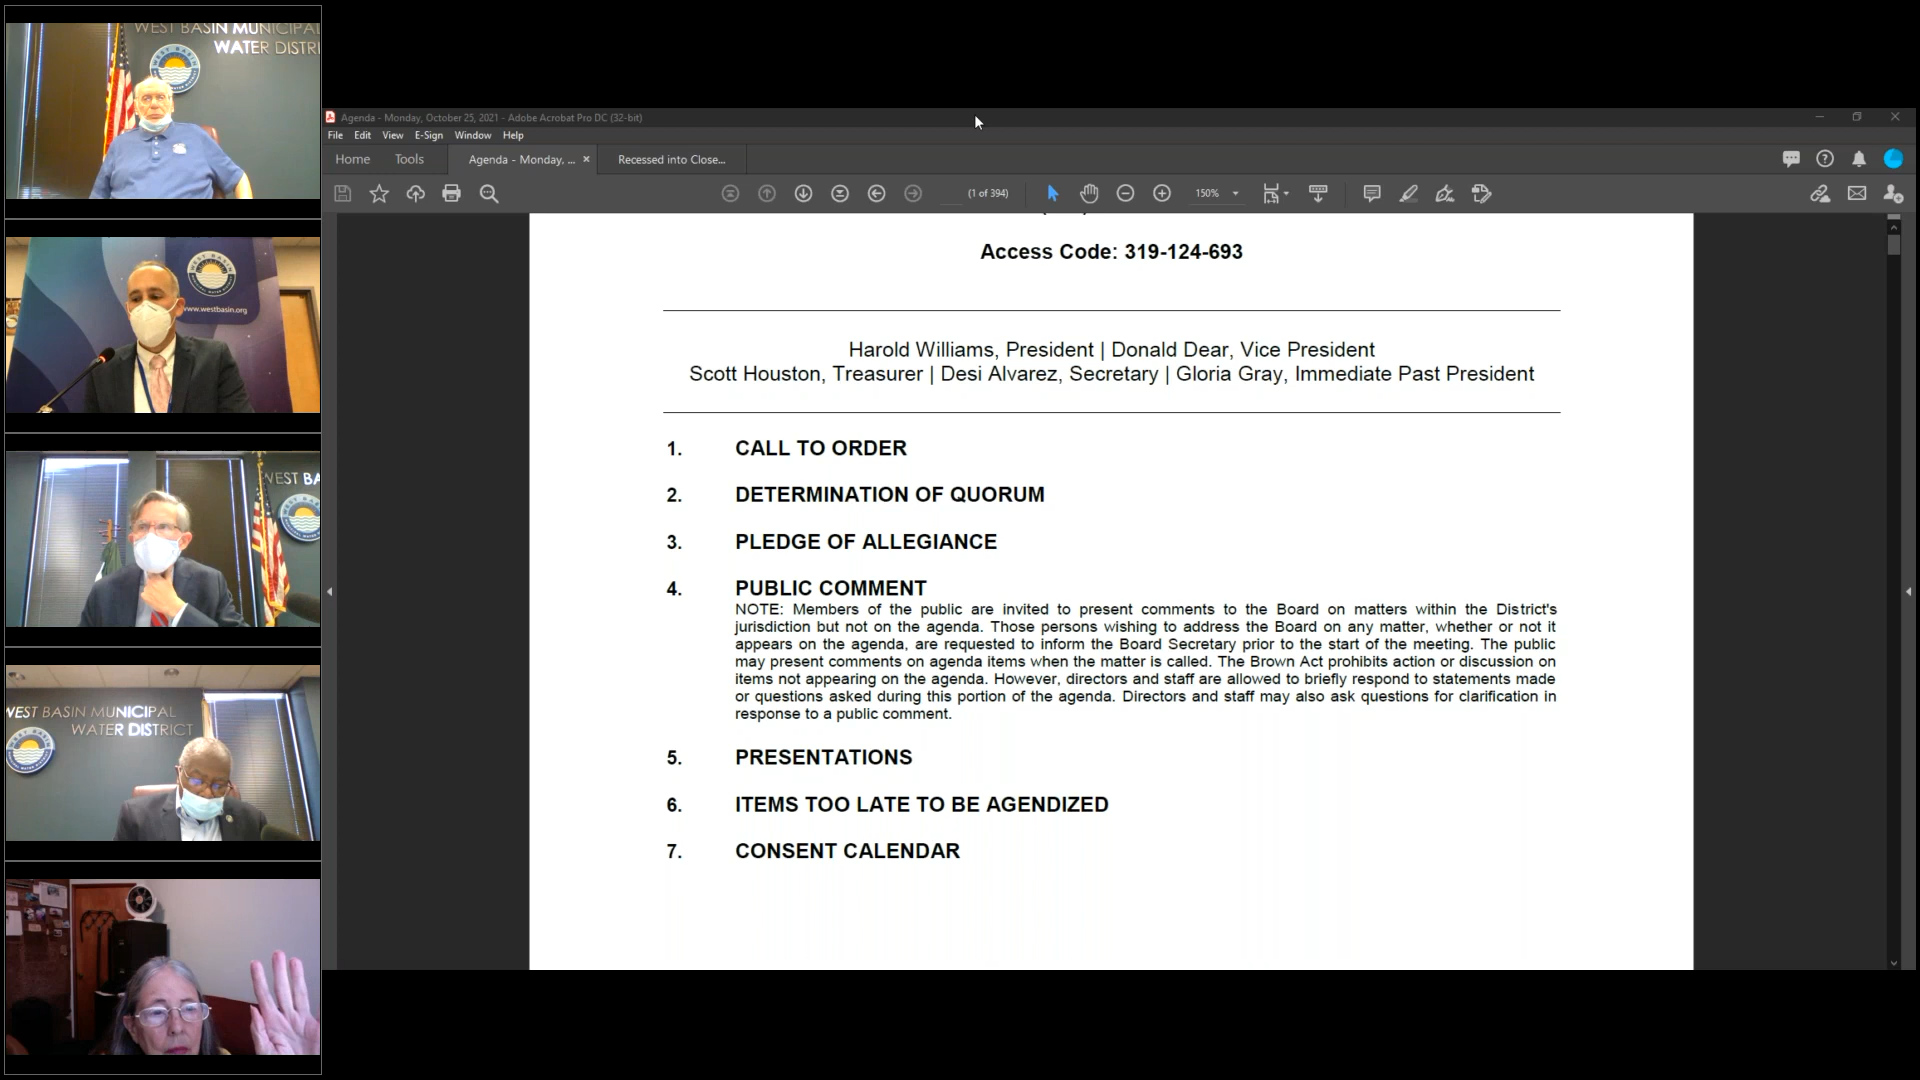 WEST BASIN MUNICIPAL
WATER DISTRI
WEST BASIN
www.westbasin.org
WEST BA
WEST BASIN MUNICIPAL
WATER DISTRICT
Agenda - Monday, October 25, 2021 - Adobe Acrobat Pro DC (32-bit)
File Edit View E-Sign Window Help
Home Tools Agenda - Monday, ... × Recessed into Close...
(1 of 394) 150%
Access Code: 319-124-693
Harold Williams, President | Donald Dear, Vice President
Scott Houston, Treasurer | Desi Alvarez, Secretary | Gloria Gray, Immediate Past President
1. CALL TO ORDER
2. DETERMINATION OF QUORUM
3. PLEDGE OF ALLEGIANCE
4. PUBLIC COMMENT
NOTE: Members of the public are invited to present comments to the Board on matters within the District's
jurisdiction but not on the agenda. Those persons wishing to address the Board on any matter, whether or not it
appears on the agenda, are requested to inform the Board Secretary prior to the start of the meeting. The public
may present comments on agenda items when the matter is called. The Brown Act prohibits action or discussion on
items not appearing on the agenda. However, directors and staff are allowed to briefly respond to statements made
or questions asked during this portion of the agenda. Directors and staff may also ask questions for clarification in
response to a public comment.
5. PRESENTATIONS
6. ITEMS TOO LATE TO BE AGENDIZED
7. CONSENT CALENDAR